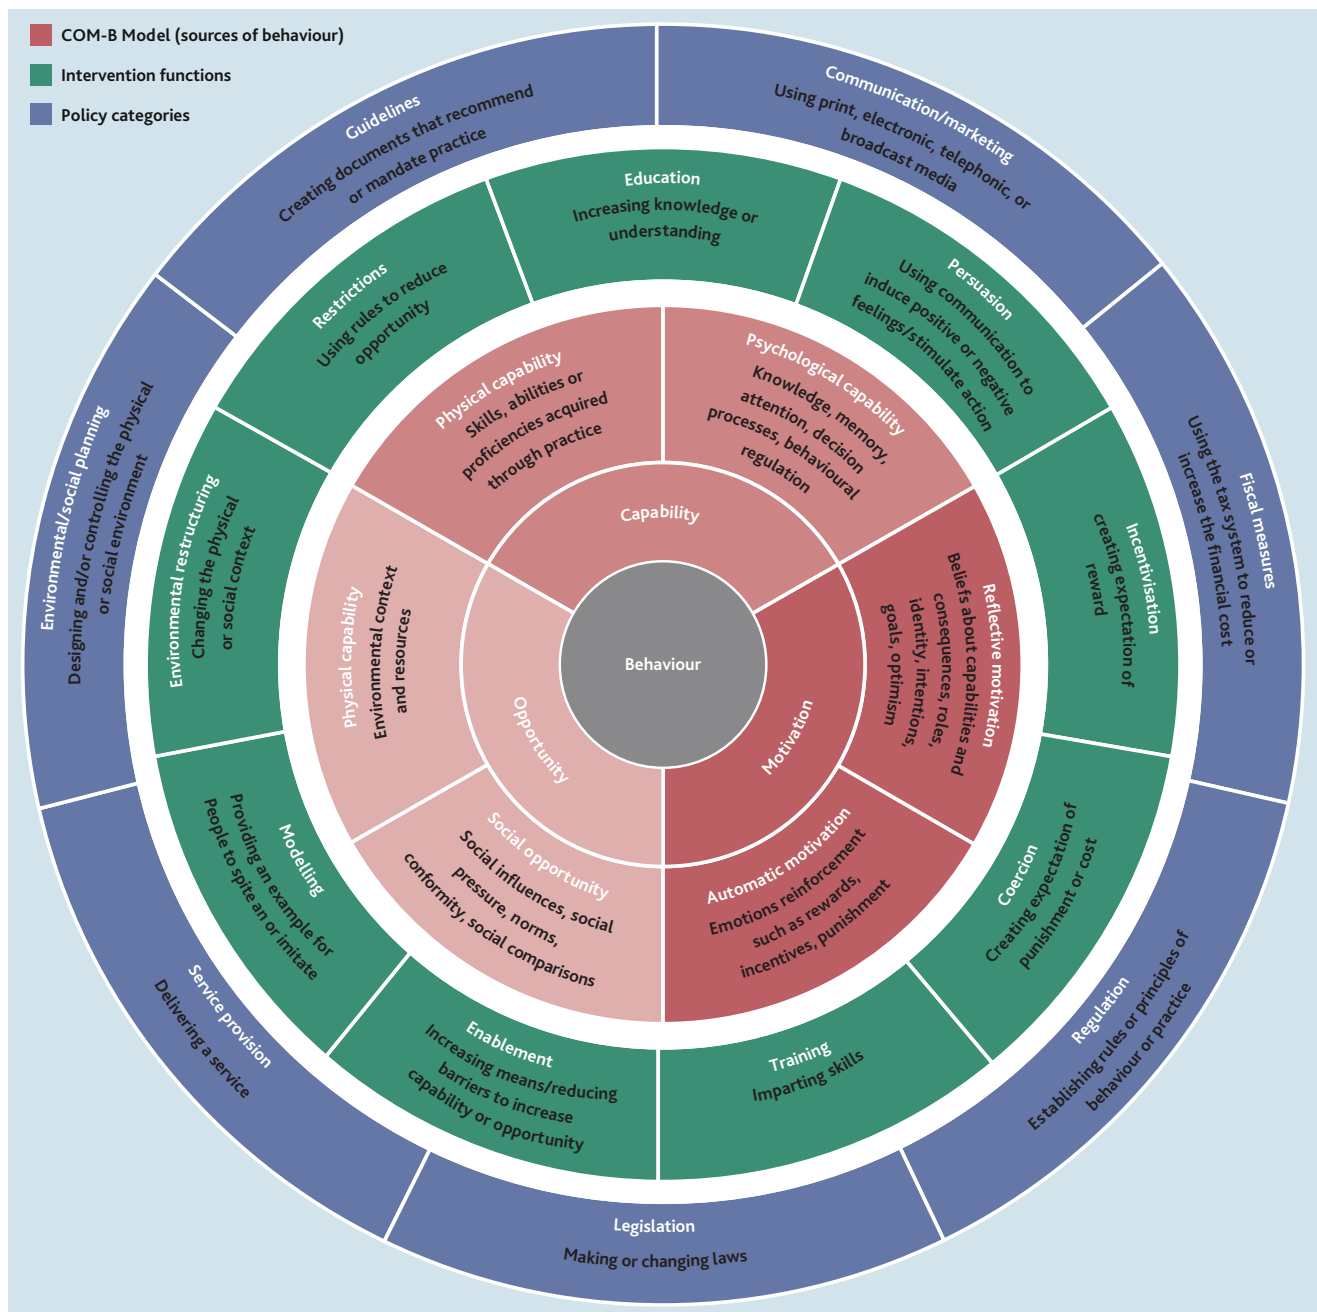 COM-B Model (sources of behaviour)
Intervention functions
Policy categories
Guidelines
Creating documents that recommend
or mandate practice
Communication/marketing
Using print, electronic, telephonic, or
broadcast media
Fiscal measures
Using the tax system to reduce or
increase the financial cost
Regulation
Establishing rules or principles of
behaviour or practice
Legislation
Making or changing laws
Service provision
Delivering a service
Environmental/social planning
Designing and/or controlling the physical
or social environment
Education
Increasing knowledge or
understanding
Persuasion
Using communication to
induce positive or negative
feelings/stimulate action
Incentivisation
creating expectation of
reward
Coercion
Creating expectation of
punishment or cost
Training
Imparting skills
Enablement
Increasing means/reducing
barriers to increase
capability or opportunity
Modelling
Providing an example for
People to spite an or imitate
Environmental restructuring
Changing the physical
or social context
Restrictions
Using rules to reduce
opportunity
Physical capability
Skills, abilities or
proficiencies acquired
through practice
Psychological capability
Knowledge, memory,
attention, decision
processes, behavioural
regulation
Reflective motivation
Beliefs about capabilities and
consequences, roles,
identity, intentions,
goals, optimism
Automatic motivation
Emotions reinforcement
such as rewards,
incentives, punishment
Social opportunity
Social influences, social
pressure, norms,
conformity, social comparisons
Physical capability
Environmental context
and resources
Capability
Motivation
Opportunity
Behaviour